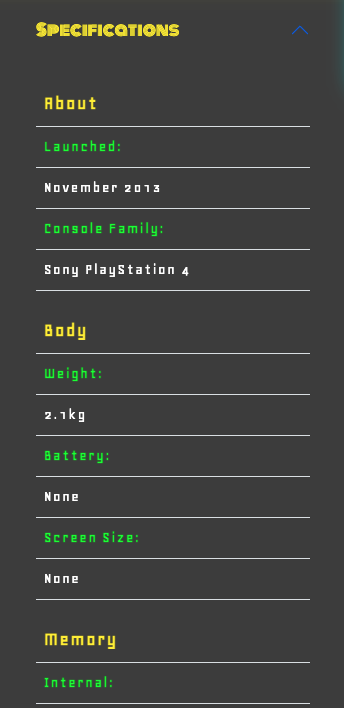 Specifications
About
Launched:
November 2013
Console Family:
Sony PlayStation 4
Body
Weight:
2.1kg
Battery:
None
Screen Size:
None
Memory
Internal: